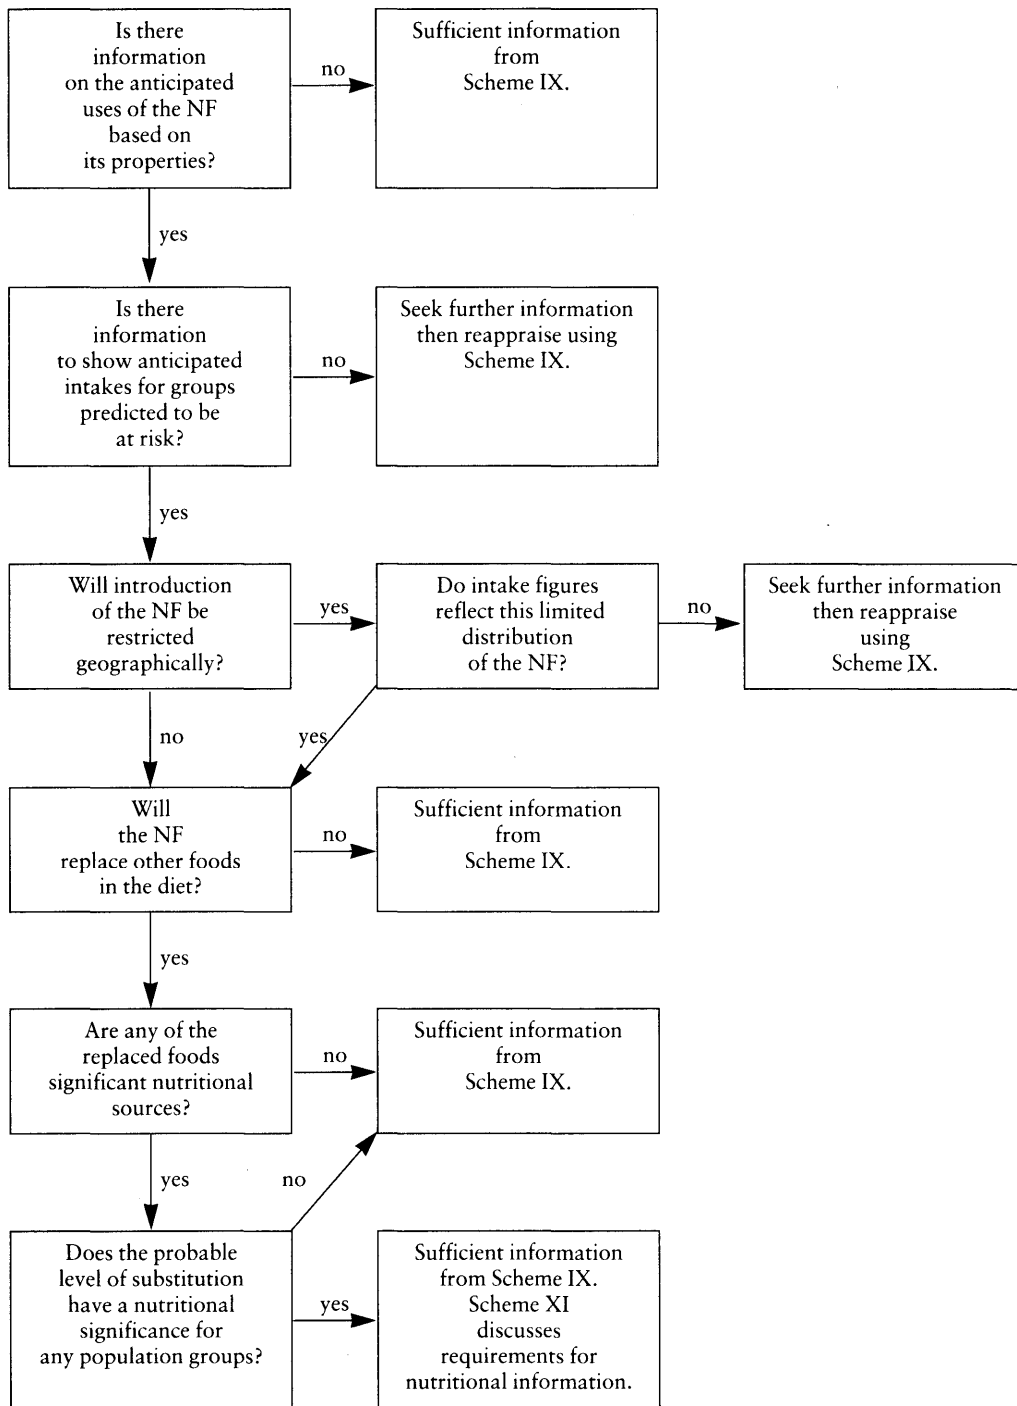 Is there
information
on the anticipated
uses of the NF
based on
its properties?
no
Sufficient information
from
Scheme IX.
yes
Is there
information
to show anticipated
intakes for groups
predicted to be
at risk?
no
Seek further information
then reappraise using
Scheme IX.
yes
Will introduction
of the NF be
restricted
geographically?
yes
Do intake figures
reflect this limited
distribution
of the NF?
no
Seek further information
then reappraise
using
Scheme IX.
no
yes
Will
the NF
replace other foods
in the diet?
no
Sufficient information
from
Scheme IX.
yes
Are any of the
replaced foods
significant nutritional
sources?
no
Sufficient information
from
Scheme IX.
yes
no
Does the probable
level of substitution
have a nutritional
significance for
any population groups?
yes
Sufficient information
from Scheme IX.
Scheme XI
discusses
requirements for
nutritional information.